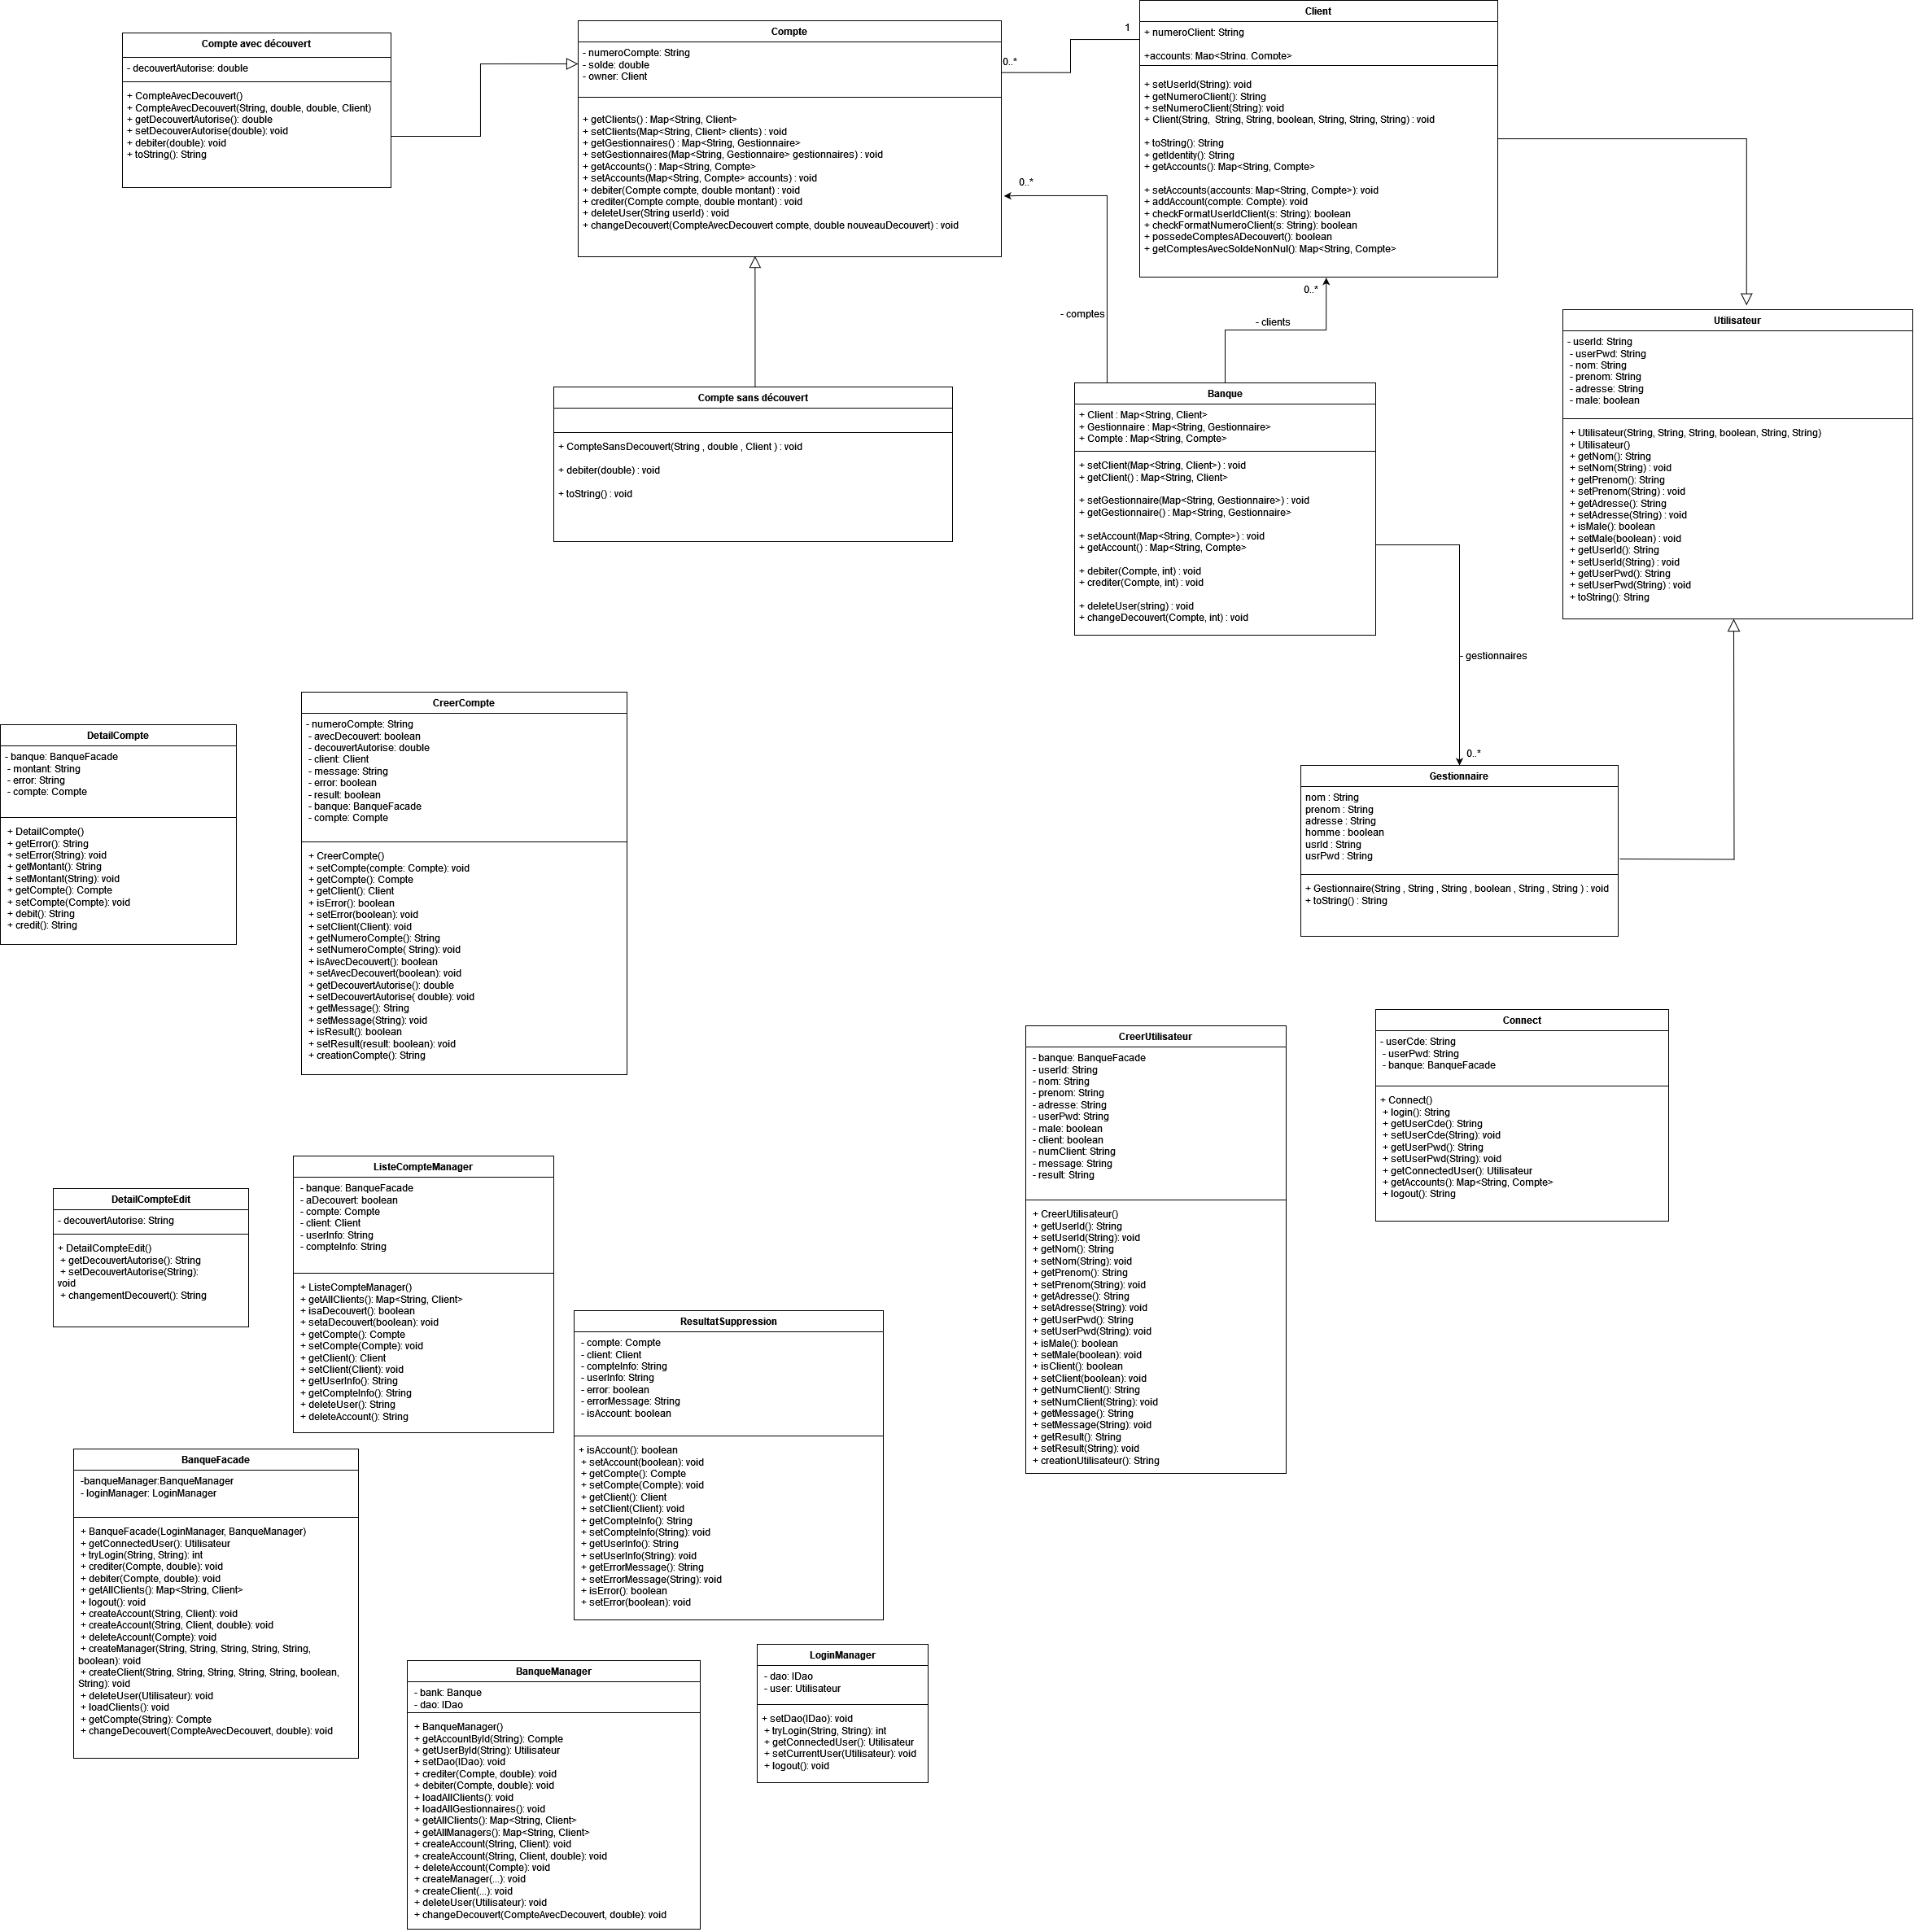 Compte avec découvert
- decouvertAutorise: double
+ CompteAvecDecouvert()
+ CompteAvecDecouvert(String, double, double, Client)
+ getDecouvertAutorise(): double
+ setDecouverAutorise(double): void
+ debiter(double): void
+ toString(): String
Compte
- numeroCompte: String
- solde: double
- owner: Client
+ getClients() : Map<String, Client>
+ setClients(Map<String, Client> clients) : void
+ getGestionnaires() : Map<String, Gestionnaire>
+ setGestionnaires(Map<String, Gestionnaire> gestionnaires) : void
+ getAccounts() : Map<String, Compte>
+ setAccounts(Map<String, Compte> accounts) : void
+ debiter(Compte compte, double montant) : void
+ crediter(Compte compte, double montant) : void
+ deleteUser(String userId) : void
+ changeDecouvert(CompteAvecDecouvert compte, double nouveauDecouvert) : void
0..*
1
Client
+ numeroClient: String
+accounts: Map<String, Compte>
+ setUserId(String): void
+ getNumeroClient(): String
+ setNumeroClient(String): void
+ Client(String,  String, String, boolean, String, String, String) : void
+ toString(): String
+ getIdentity(): String
+ getAccounts(): Map<String, Compte>
+ setAccounts(accounts: Map<String, Compte>): void
+ addAccount(compte: Compte): void
+ checkFormatUserIdClient(s: String): boolean
+ checkFormatNumeroClient(s: String): boolean
+ possedeComptesADecouvert(): boolean
+ getComptesAvecSoldeNonNul(): Map<String, Compte>
0..*
- comptes
0..*
- clients
Utilisateur
- userId: String
- userPwd: String
- nom: String
- prenom: String
- adresse: String
- male: boolean
+ Utilisateur(String, String, String, boolean, String, String)
+ Utilisateur()
+ getNom(): String
+ setNom(String) : void
+ getPrenom(): String
+ setPrenom(String) : void
+ getAdresse(): String
+ setAdresse(String) : void
+ isMale(): boolean
+ setMale(boolean) : void
+ getUserId(): String
+ setUserId(String) : void
+ getUserPwd(): String
+ setUserPwd(String) : void
+ toString(): String
Compte sans découvert
+ CompteSansDecouvert(String , double , Client ) : void
+ debiter(double) : void
+ toString() : void
Banque
+ Client : Map<String, Client>
+ Gestionnaire : Map<String, Gestionnaire>
+ Compte : Map<String, Compte>
+ setClient(Map<String, Client>) : void
+ getClient() : Map<String, Client>
+ setGestionnaire(Map<String, Gestionnaire>) : void
+ getGestionnaire() : Map<String, Gestionnaire>
+ setAccount(Map<String, Compte>) : void
+ getAccount() : Map<String, Compte>
+ debiter(Compte, int) : void
+ crediter(Compte, int) : void
+ deleteUser(string) : void
+ changeDecouvert(Compte, int) : void
- gestionnaires
0..*
Gestionnaire
nom : String
prenom : String
adresse : String
homme : boolean
usrId : String
usrPwd : String
+ Gestionnaire(String , String , String , boolean , String , String ) : void
+ toString() : String
DetailCompte
- banque: BanqueFacade
- montant: String
- error: String
- compte: Compte
+ DetailCompte()
+ getError(): String
+ setError(String): void
+ getMontant(): String
+ setMontant(String): void
+ getCompte(): Compte
+ setCompte(Compte): void
+ debit(): String
+ credit(): String
CreerCompte
- numeroCompte: String
- avecDecouvert: boolean
- decouvertAutorise: double
- client: Client
- message: String
- error: boolean
- result: boolean
- banque: BanqueFacade
- compte: Compte
+ CreerCompte()
+ setCompte(compte: Compte): void
+ getCompte(): Compte
+ getClient(): Client
+ isError(): boolean
+ setError(boolean): void
+ setClient(Client): void
+ getNumeroCompte(): String
+ setNumeroCompte( String): void
+ isAvecDecouvert(): boolean
+ setAvecDecouvert(boolean): void
+ getDecouvertAutorise(): double
+ setDecouvertAutorise( double): void
+ getMessage(): String
+ setMessage(String): void
+ isResult(): boolean
+ setResult(result: boolean): void
+ creationCompte(): String
CreerUtilisateur
- banque: BanqueFacade
- userId: String
- nom: String
- prenom: String
- adresse: String
- userPwd: String
- male: boolean
- client: boolean
- numClient: String
- message: String
- result: String
+ CreerUtilisateur()
+ getUserId(): String
+ setUserId(String): void
+ getNom(): String
+ setNom(String): void
+ getPrenom(): String
+ setPrenom(String): void
+ getAdresse(): String
+ setAdresse(String): void
+ getUserPwd(): String
+ setUserPwd(String): void
+ isMale(): boolean
+ setMale(boolean): void
+ isClient(): boolean
+ setClient(boolean): void
+ getNumClient(): String
+ setNumClient(String): void
+ getMessage(): String
+ setMessage(String): void
+ getResult(): String
+ setResult(String): void
+ creationUtilisateur(): String
Connect
- userCde: String
- userPwd: String
- banque: BanqueFacade
+ Connect()
+ login(): String
+ getUserCde(): String
+ setUserCde(String): void
+ getUserPwd(): String
+ setUserPwd(String): void
+ getConnectedUser(): Utilisateur
+ getAccounts(): Map<String, Compte>
+ logout(): String
DetailCompteEdit
- decouvertAutorise: String
+ DetailCompteEdit()
+ getDecouvertAutorise(): String
+ setDecouvertAutorise(String):
void
+ changementDecouvert(): String
ListeCompteManager
- banque: BanqueFacade
- aDecouvert: boolean
- compte: Compte
- client: Client
- userInfo: String
- compteInfo: String
+ ListeCompteManager()
+ getAllClients(): Map<String, Client>
+ isaDecouvert(): boolean
+ setaDecouvert(boolean): void
+ getCompte(): Compte
+ setCompte(Compte): void
+ getClient(): Client
+ setClient(Client): void
+ getUserInfo(): String
+ getCompteInfo(): String
+ deleteUser(): String
+ deleteAccount(): String
ResultatSuppression
- compte: Compte
- client: Client
- compteInfo: String
- userInfo: String
- error: boolean
- errorMessage: String
- isAccount: boolean
+ isAccount(): boolean
+ setAccount(boolean): void
+ getCompte(): Compte
+ setCompte(Compte): void
+ getClient(): Client
+ setClient(Client): void
+ getCompteInfo(): String
+ setCompteInfo(String): void
+ getUserInfo(): String
+ setUserInfo(String): void
+ getErrorMessage(): String
+ setErrorMessage(String): void
+ isError(): boolean
+ setError(boolean): void
BanqueFacade
-banqueManager:BanqueManager
- loginManager: LoginManager
+ BanqueFacade(LoginManager, BanqueManager)
+ getConnectedUser(): Utilisateur
+ tryLogin(String, String): int
+ crediter(Compte, double): void
+ debiter(Compte, double): void
+ getAllClients(): Map<String, Client>
+ logout(): void
+ createAccount(String, Client): void
+ createAccount(String, Client, double): void
+ deleteAccount(Compte): void
+ createManager(String, String, String, String, String,
boolean): void
+ createClient(String, String, String, String, String, boolean,
String): void
+ deleteUser(Utilisateur): void
+ loadClients(): void
+ getCompte(String): Compte
+ changeDecouvert(CompteAvecDecouvert, double): void
BanqueManager
- bank: Banque
- dao: IDao
+ BanqueManager()
+ getAccountById(String): Compte
+ getUserById(String): Utilisateur
+ setDao(IDao): void
+ crediter(Compte, double): void
+ debiter(Compte, double): void
+ loadAllClients(): void
+ loadAllGestionnaires(): void
+ getAllClients(): Map<String, Client>
+ getAllManagers(): Map<String, Client>
+ createAccount(String, Client): void
+ createAccount(String, Client, double): void
+ deleteAccount(Compte): void
+ createManager(...): void
+ createClient(...): void
+ deleteUser(Utilisateur): void
+ changeDecouvert(CompteAvecDecouvert, double): void
LoginManager
- dao: IDao
- user: Utilisateur
+ setDao(IDao): void
+ tryLogin(String, String): int
+ getConnectedUser(): Utilisateur
+ setCurrentUser(Utilisateur): void
+ logout(): void